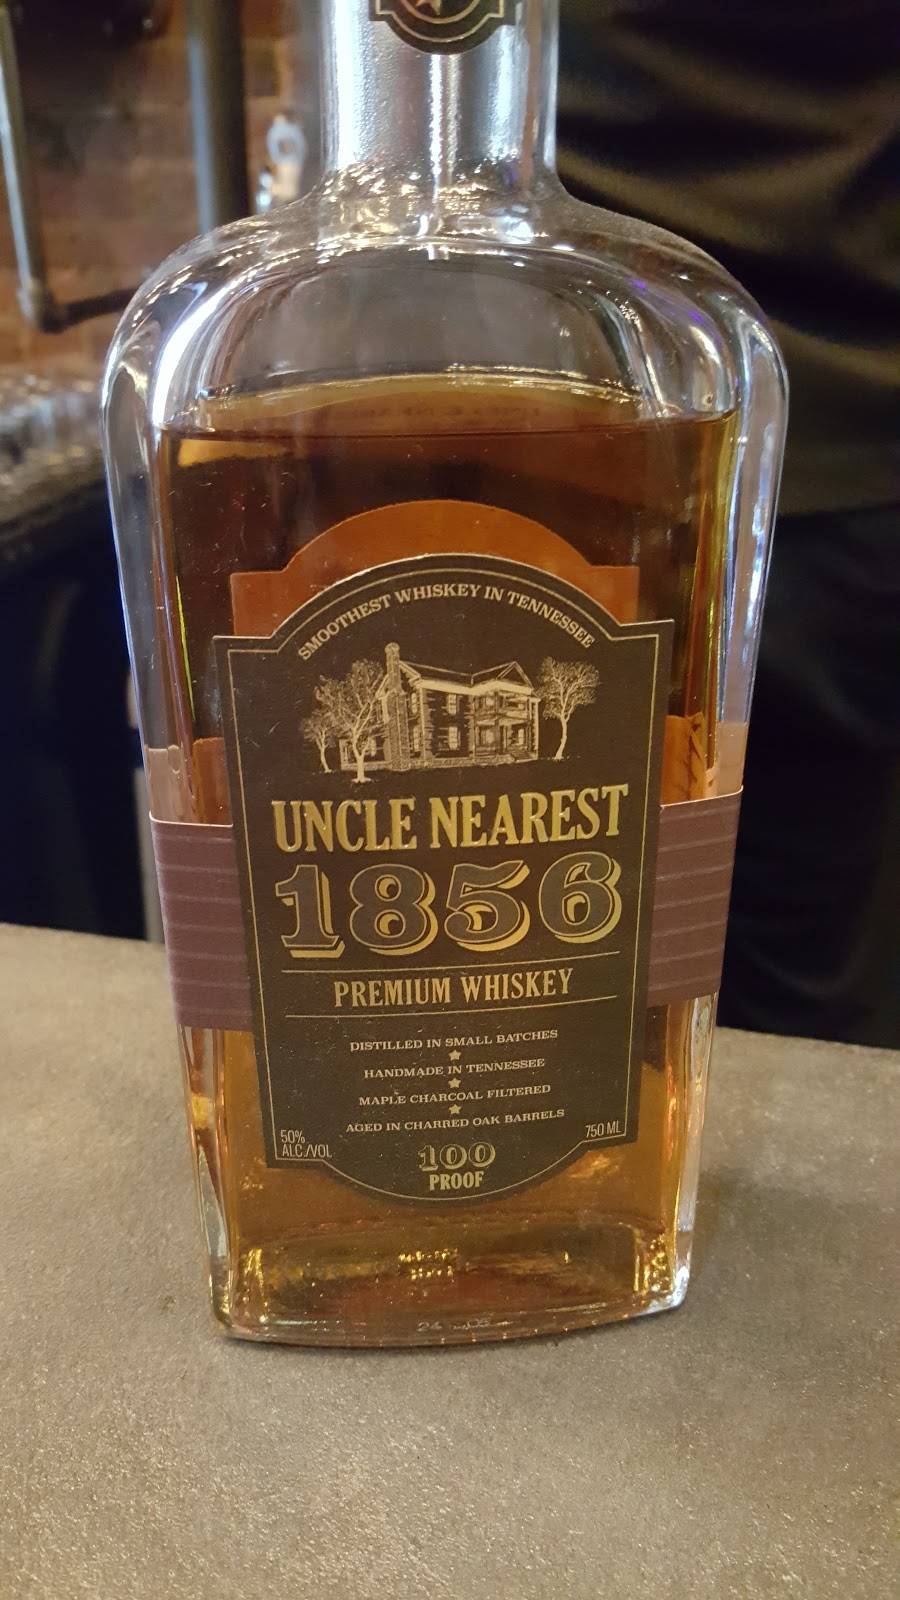 SMOOTHEST WHISKEY IN TENNESSEE
UNCLE NEAREST
1856
PREMIUM WHISKEY
DISTILLED IN SMALL BATCHES
HANDMADE IN TENNESSEE
MAPLE CHARCOAL FILTERED
AGED IN CHARRED OAK BARRELS
50%
ALC./VOL
750 ML
100
PROOF